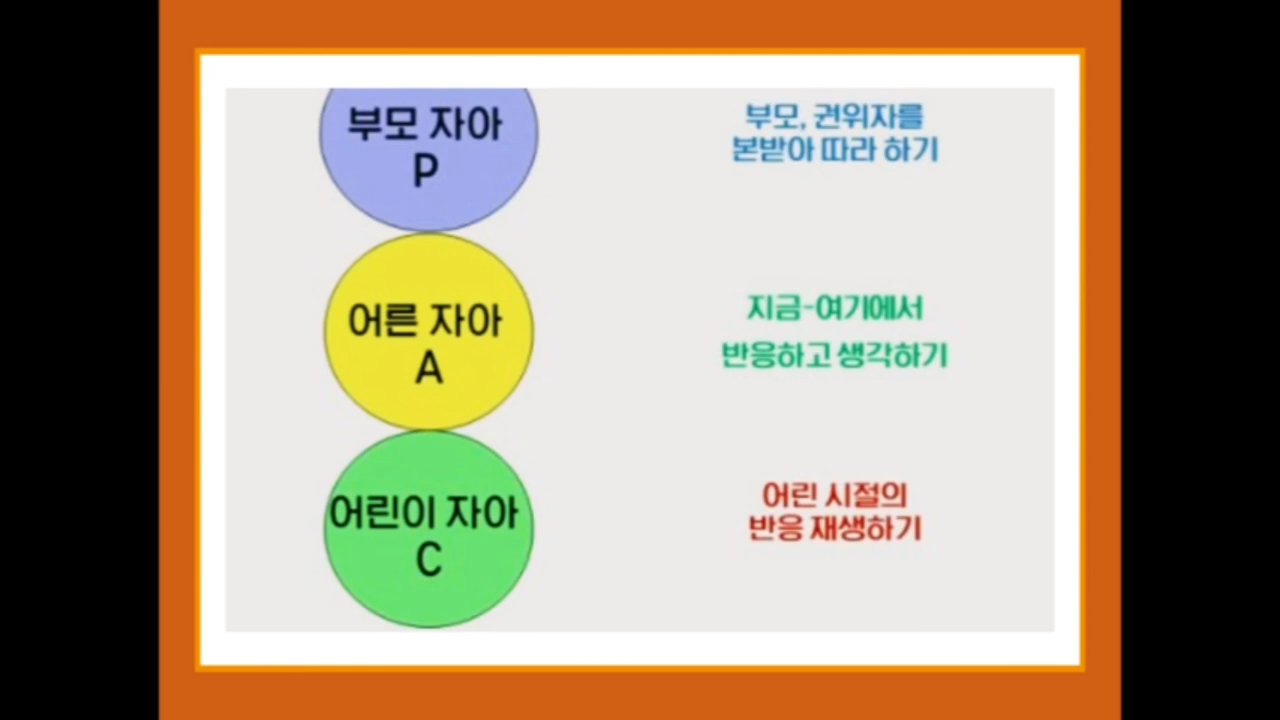 부모 자아
P
부모, 권위자를
본받아 따라 하기
어른 자아
A
지금-여기에서
반응하고 생각하기
어린이 자아
C
어린 시절의
반응 재생하기